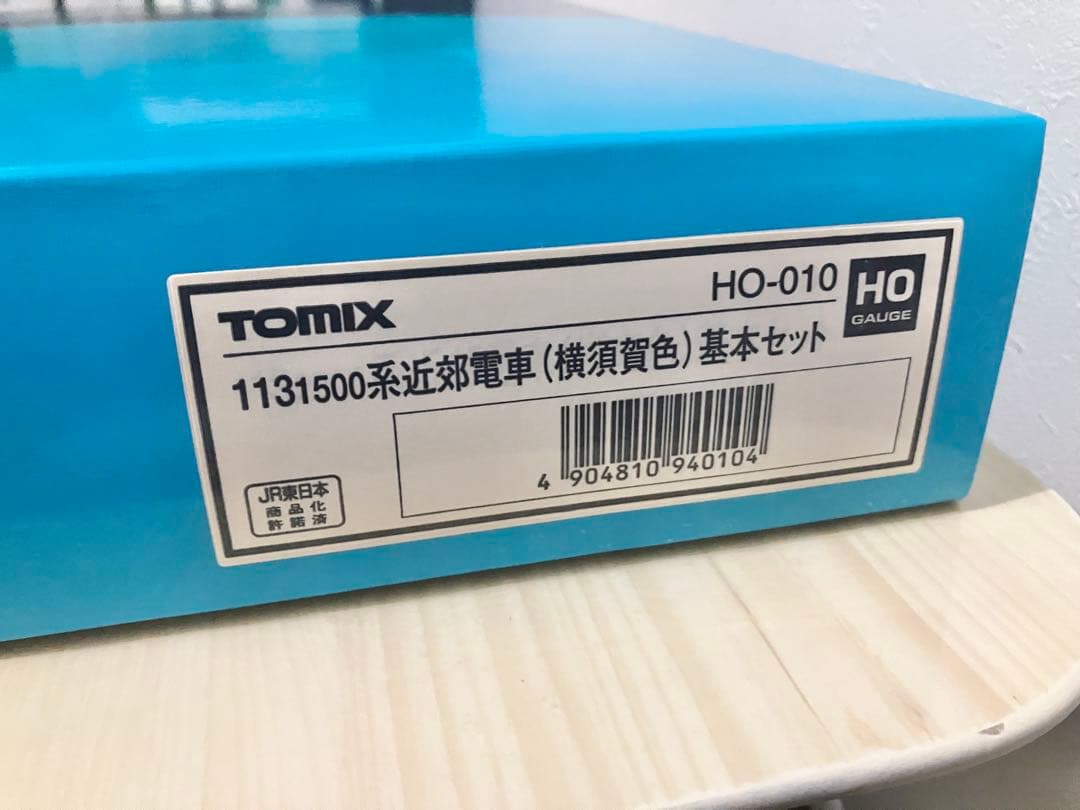 TOMIX
HO-010
HO
GAUGE
1131500系近郊電車(横須賀色)基本セット
4 904810 940104
JR東日本
商品化
許諾済